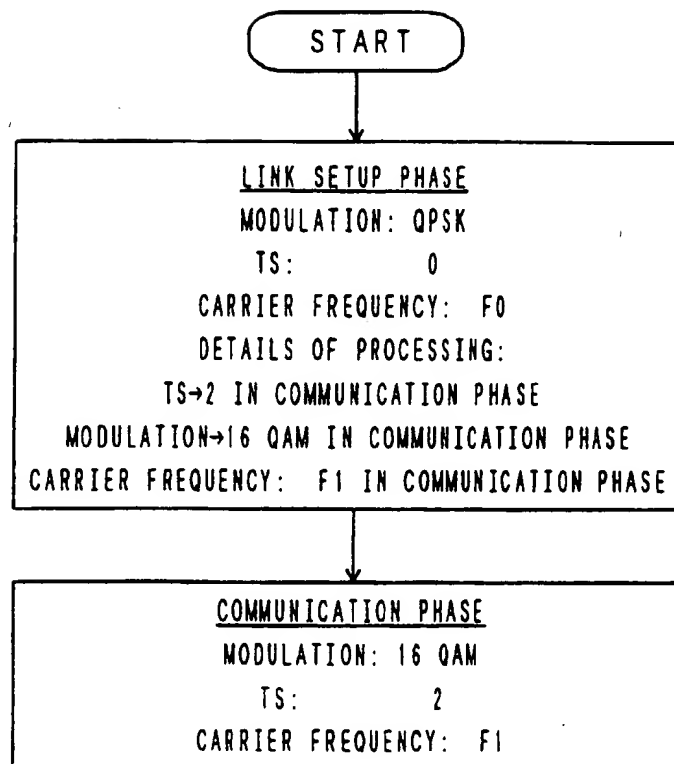 START
LINK SETUP PHASE
MODULATION: QPSK
TS: 0
CARRIER FREQUENCY: F0
DETAILS OF PROCESSING:
TS→2 IN COMMUNICATION PHASE
MODULATION→16 QAM IN COMMUNICATION PHASE
CARRIER FREQUENCY: F1 IN COMMUNICATION PHASE
COMMUNICATION PHASE
MODULATION: 16 QAM
TS: 2
CARRIER FREQUENCY: F1